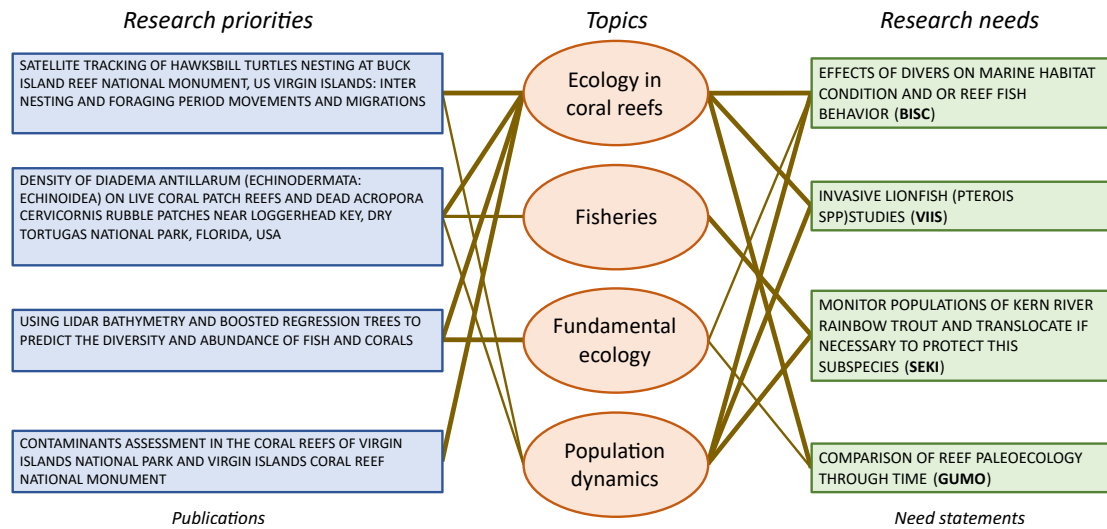 Research priorities
Topics
Research needs
SATELLITE TRACKING OF HAWKSBILL TURTLES NESTING AT BUCK
ISLAND REEF NATIONAL MONUMENT, US VIRGIN ISLANDS: INTER
NESTING AND FORAGING PERIOD MOVEMENTS AND MIGRATIONS
DENSITY OF DIADEMA ANTILLARUM (ECHINODERMATA:
ECHINOIDEA) ON LIVE CORAL PATCH REEFS AND DEAD ACROPORA
CERVICORNIS RUBBLE PATCHES NEAR LOGGERHEAD KEY, DRY
TORTUGAS NATIONAL PARK, FLORIDA, USA
USING LIDAR BATHYMETRY AND BOOSTED REGRESSION TREES TO
PREDICT THE DIVERSITY AND ABUNDANCE OF FISH AND CORALS
CONTAMINANTS ASSESSMENT IN THE CORAL REEFS OF VIRGIN
ISLANDS NATIONAL PARK AND VIRGIN ISLANDS CORAL REEF
NATIONAL MONUMENT
Publications
Ecology in
coral reefs
Fisheries
Fundamental
ecology
Population
dynamics
EFFECTS OF DIVERS ON MARINE HABITAT
CONDITION AND OR REEF FISH
BEHAVIOR (BISC)
INVASIVE LIONFISH (PTEROIS
SPP)STUDIES (VIIS)
MONITOR POPULATIONS OF KERN RIVER
RAINBOW TROUT AND TRANSLOCATE IF
NECESSARY TO PROTECT THIS
SUBSPECIES (SEKI)
COMPARISON OF REEF PALEOECOLOGY
THROUGH TIME (GUMO)
Need statements